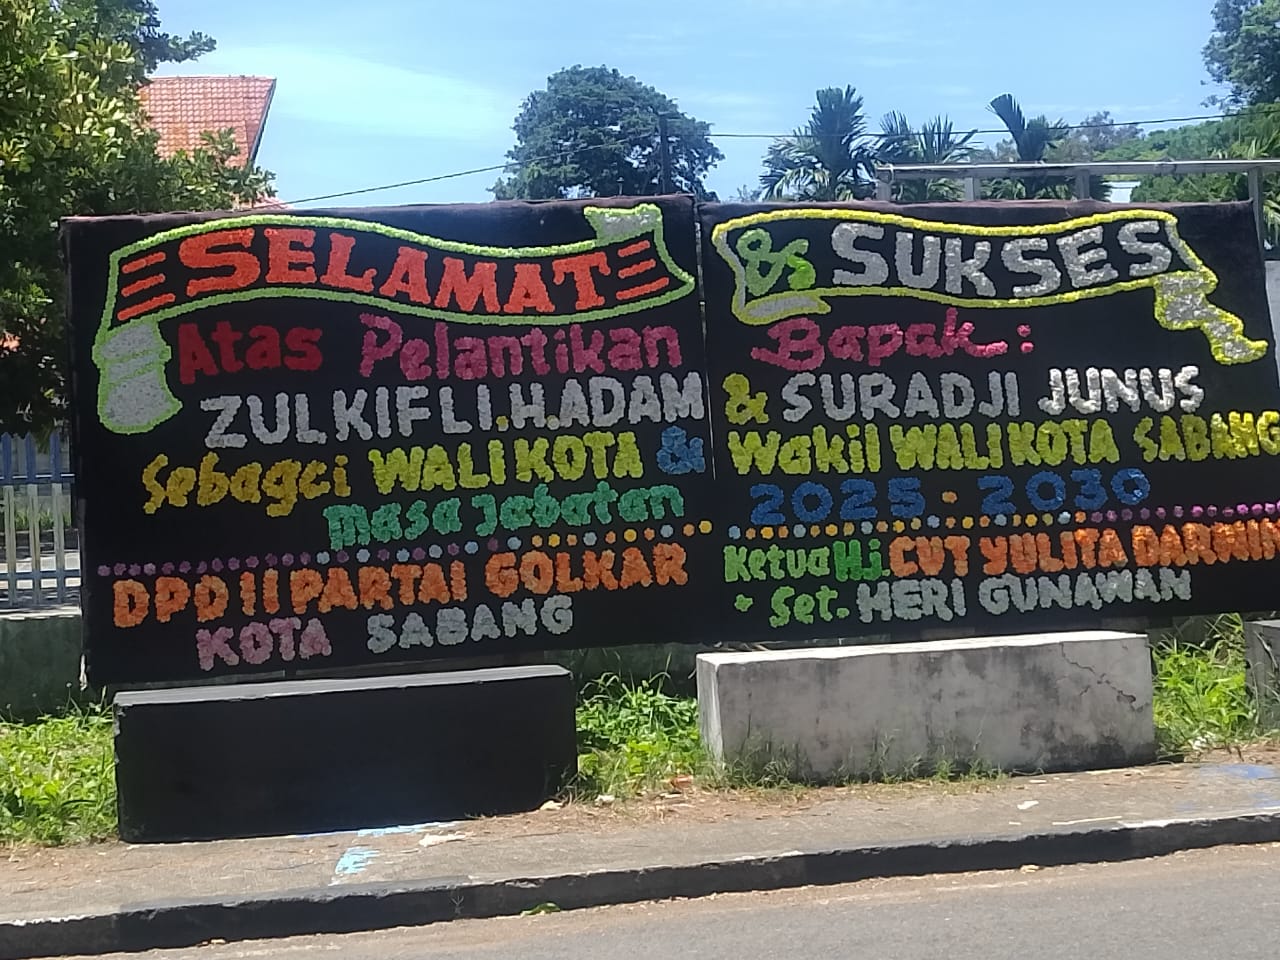 SELAMAT & SUKSES
Atas Pelantikan Bapak:
ZULKIFLI.H.ADAM & SURADJI JUNUS
Sebagai WALIKOTA & Wakil WALIKOTA SABANG
masa jabatan 2025 - 2030
DPD II PARTAI GOLKAR Ketua Hj. CUT YULITA DARWIN
KOTA SABANG • Set. HERI GUNAWAN